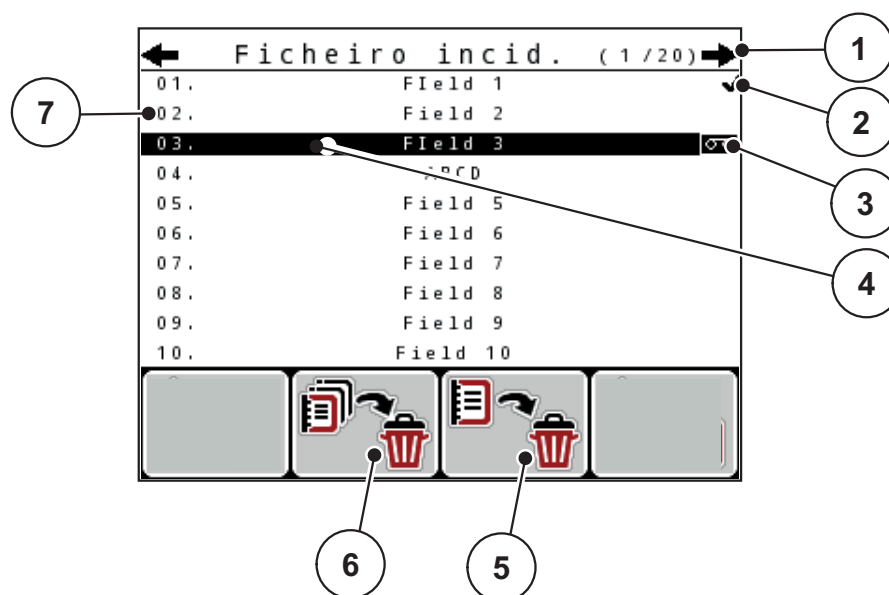 Ficheiro incid. (1/20)
01. FIeld 1
02. Field 2
03. FIeld 3
04.
05. Field 5
06. Field 6
07. Field 7
08. Field 8
09. Field 9
10. Field 10
1
2
3
4
5
6
7